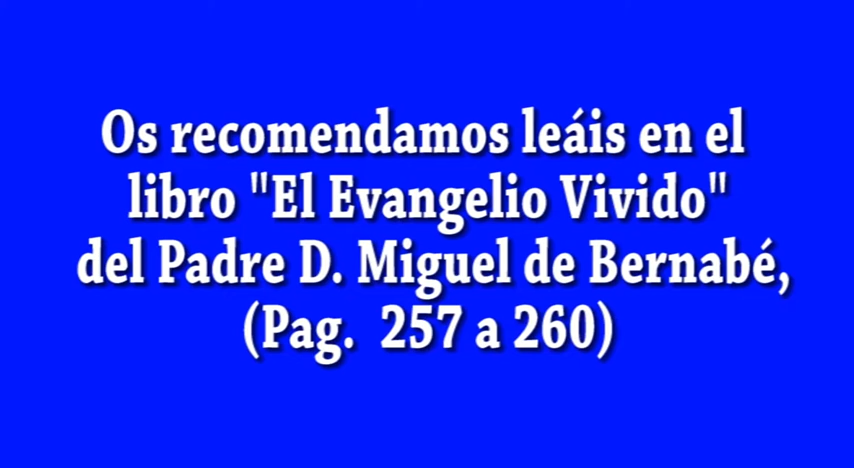 Os recomendamos leáis en el
libro "El Evangelio Vivido"
del Padre D. Miguel de Bernabé,
(Pag. 257 a 260)